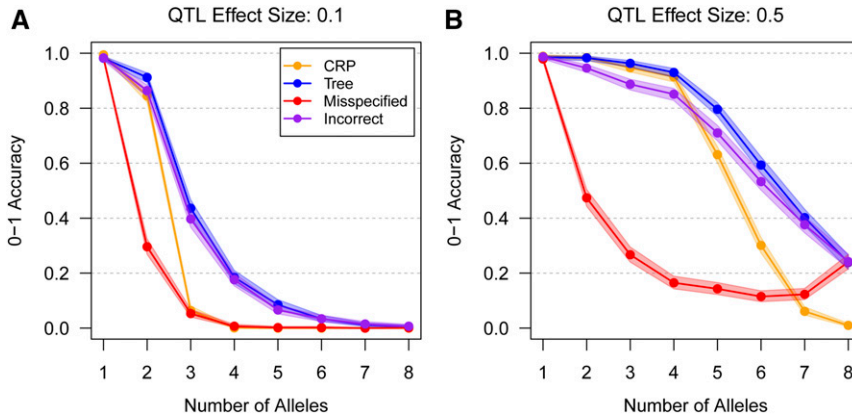 A
QTL Effect Size: 0.1
1.0
0.8
0.6
0.4
0.2
0.0
0−1 Accuracy
CRP
Tree
Misspecified
Incorrect
1 2 3 4 5 6 7 8
Number of Alleles
B
QTL Effect Size: 0.5
1.0
0.8
0.6
0.4
0.2
0.0
0−1 Accuracy
1 2 3 4 5 6 7 8
Number of Alleles